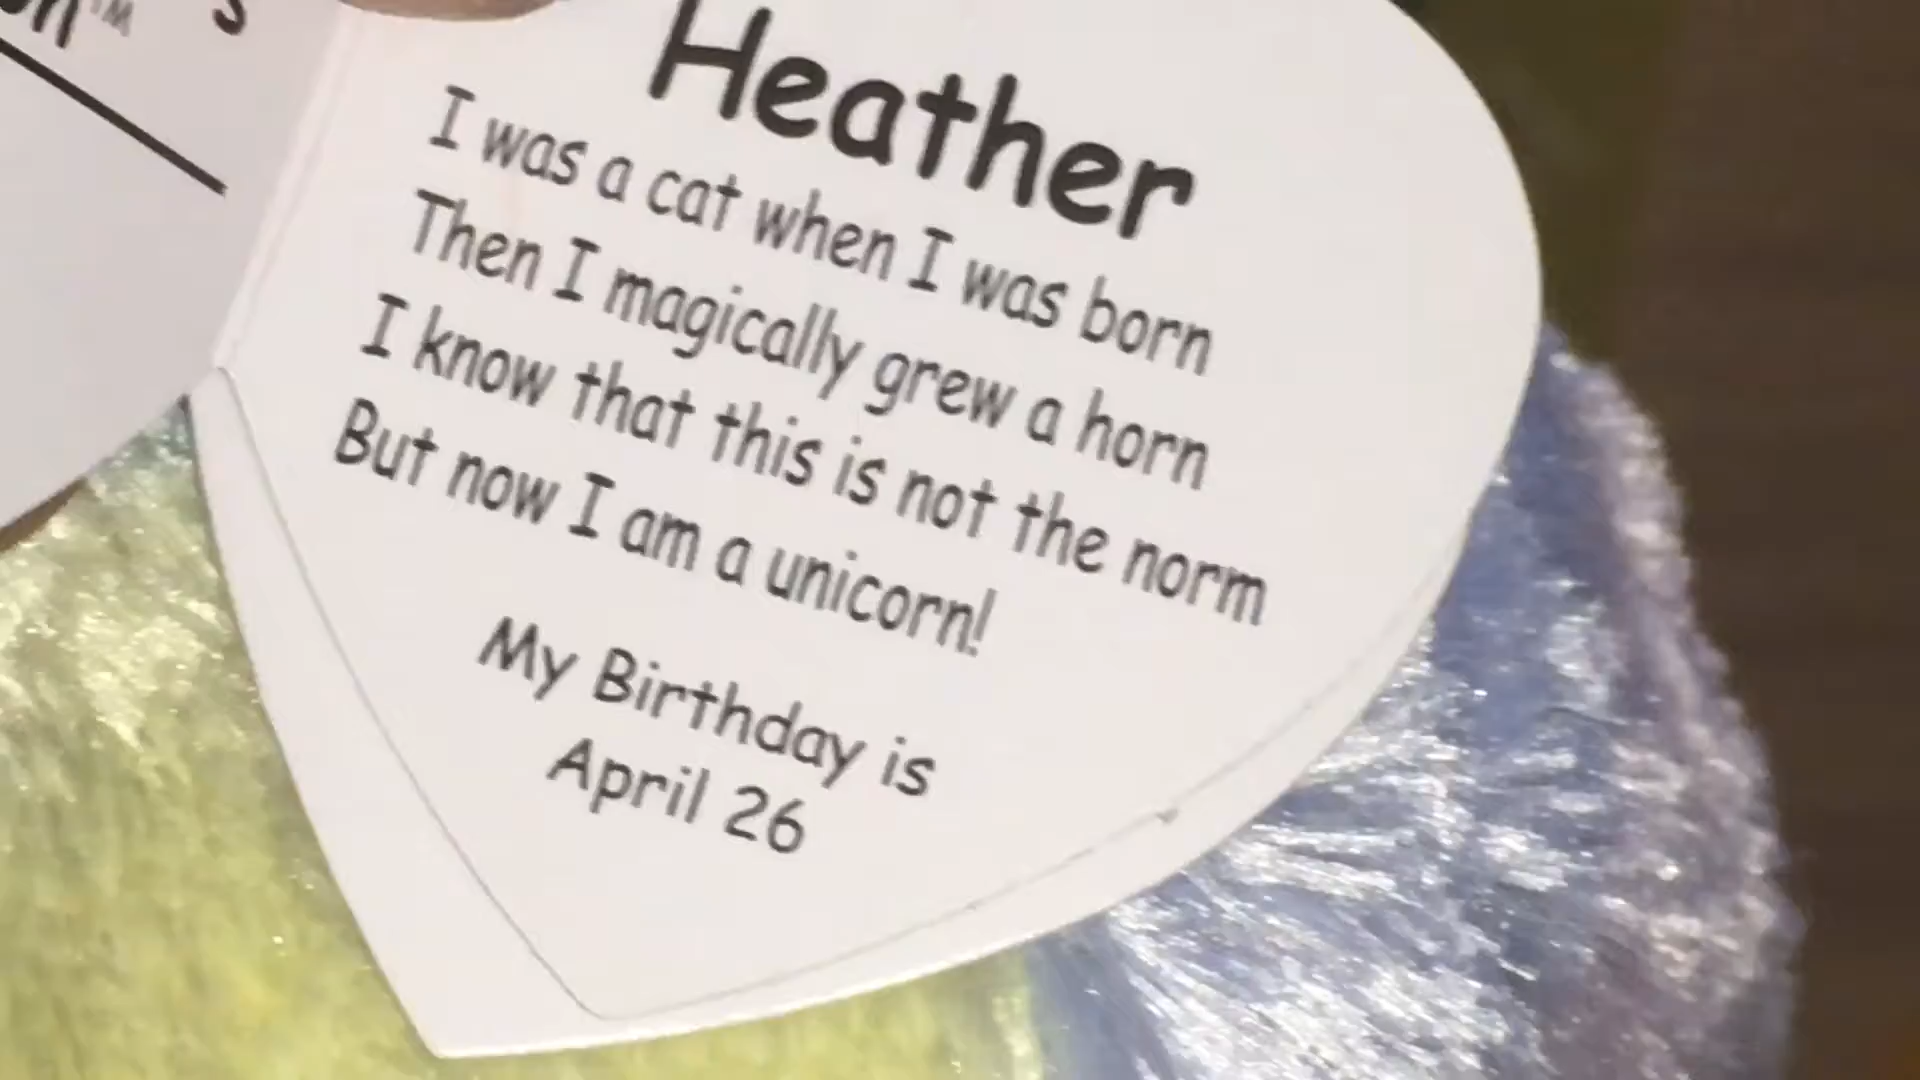 Heather
I was a cat when I was born
Then I magically grew a horn
I know that this is not the norm
But now I am a unicorn!
My Birthday is
April 26